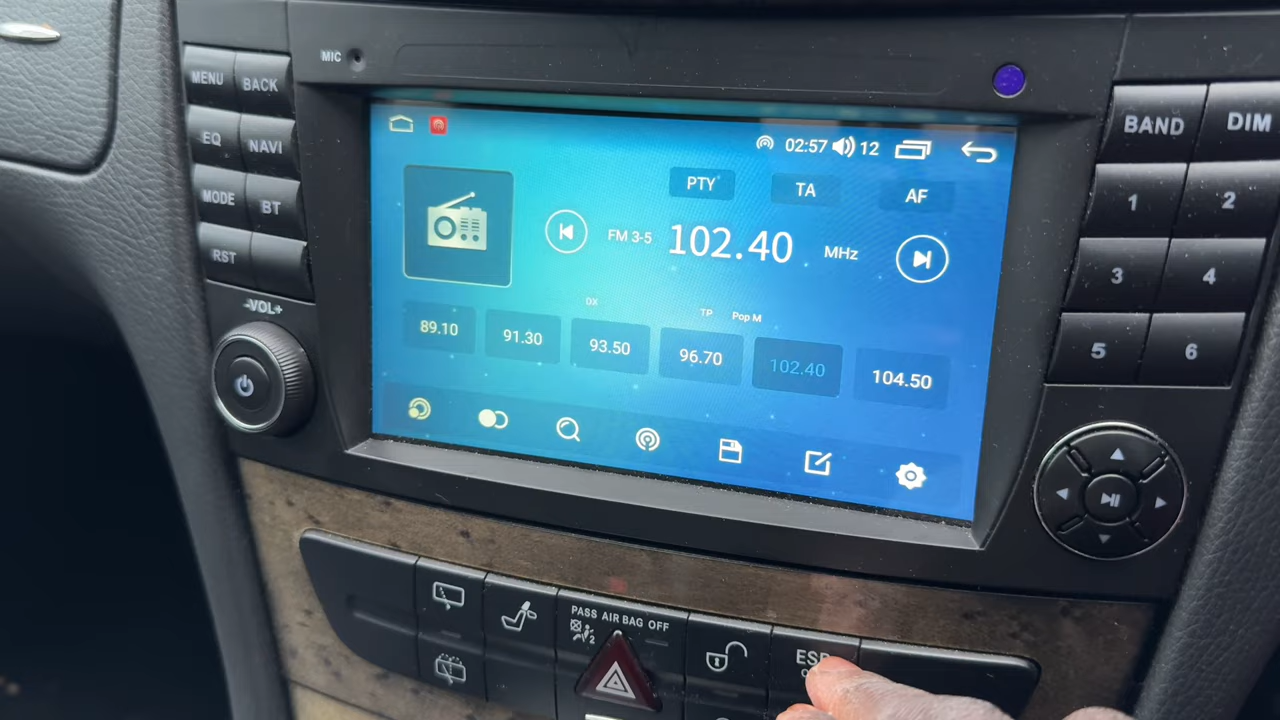 MIC
MENU
BACK
EQ
NAVI
MODE
BT
RST
-VOL+
02:57
12
PTY
TA
AF
FM 3-5
102.40
MHz
DX
TP
Pop M
89.10
91.30
93.50
96.70
102.40
104.50
BAND
DIM
1
2
3
4
5
6
PASS AIR BAG OFF
2
ESP